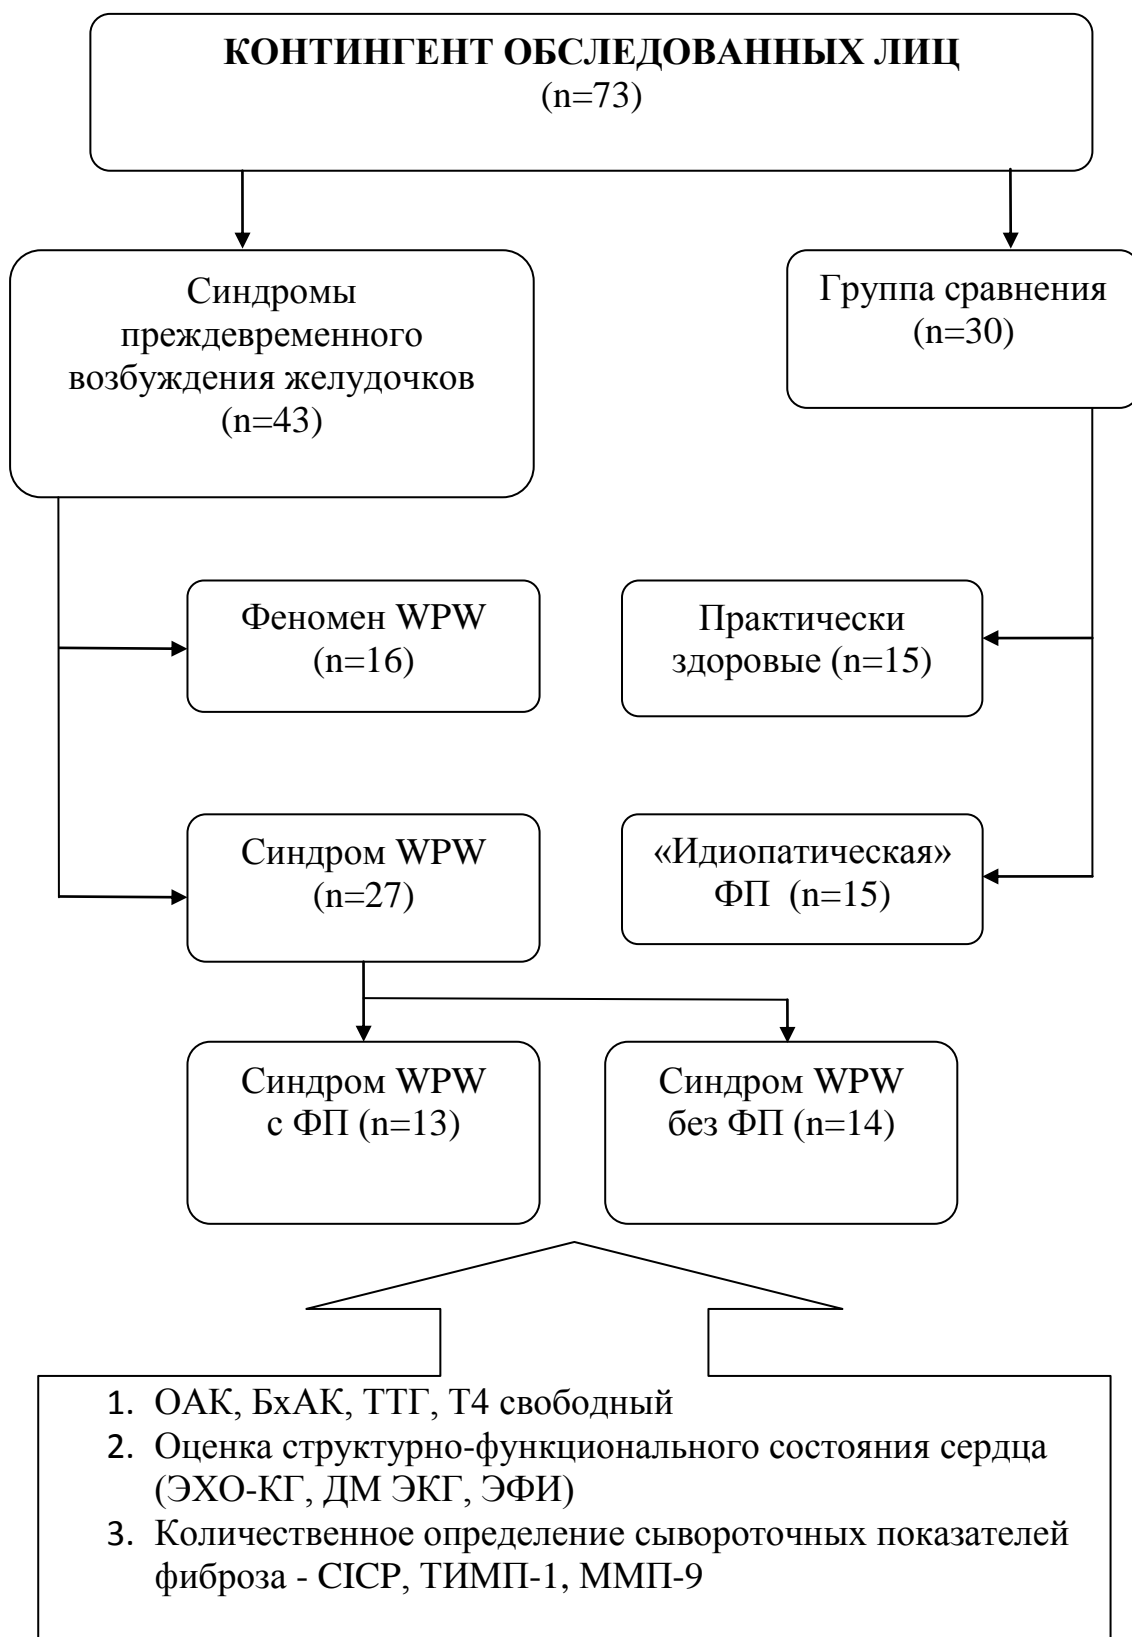 КОНТИНГЕНТ ОБСЛЕДОВАННЫХ ЛИЦ
(n=73)
Синдромы
преждевременного
возбуждения желудочков
(n=43)
Группа сравнения
(n=30)
Феномен WPW
(n=16)
Практически
здоровые (n=15)
Синдром WPW
(n=27)
«Идиопатическая»
ФП (n=15)
Синдром WPW
с ФП (n=13)
Синдром WPW
без ФП (n=14)
1. ОАК, БхАК, ТТГ, Т4 свободный
2. Оценка структурно-функционального состояния сердца
(ЭХО-КГ, ДМ ЭКГ, ЭФИ)
3. Количественное определение сывороточных показателей
фиброза - CICP, ТИМП-1, ММП-9